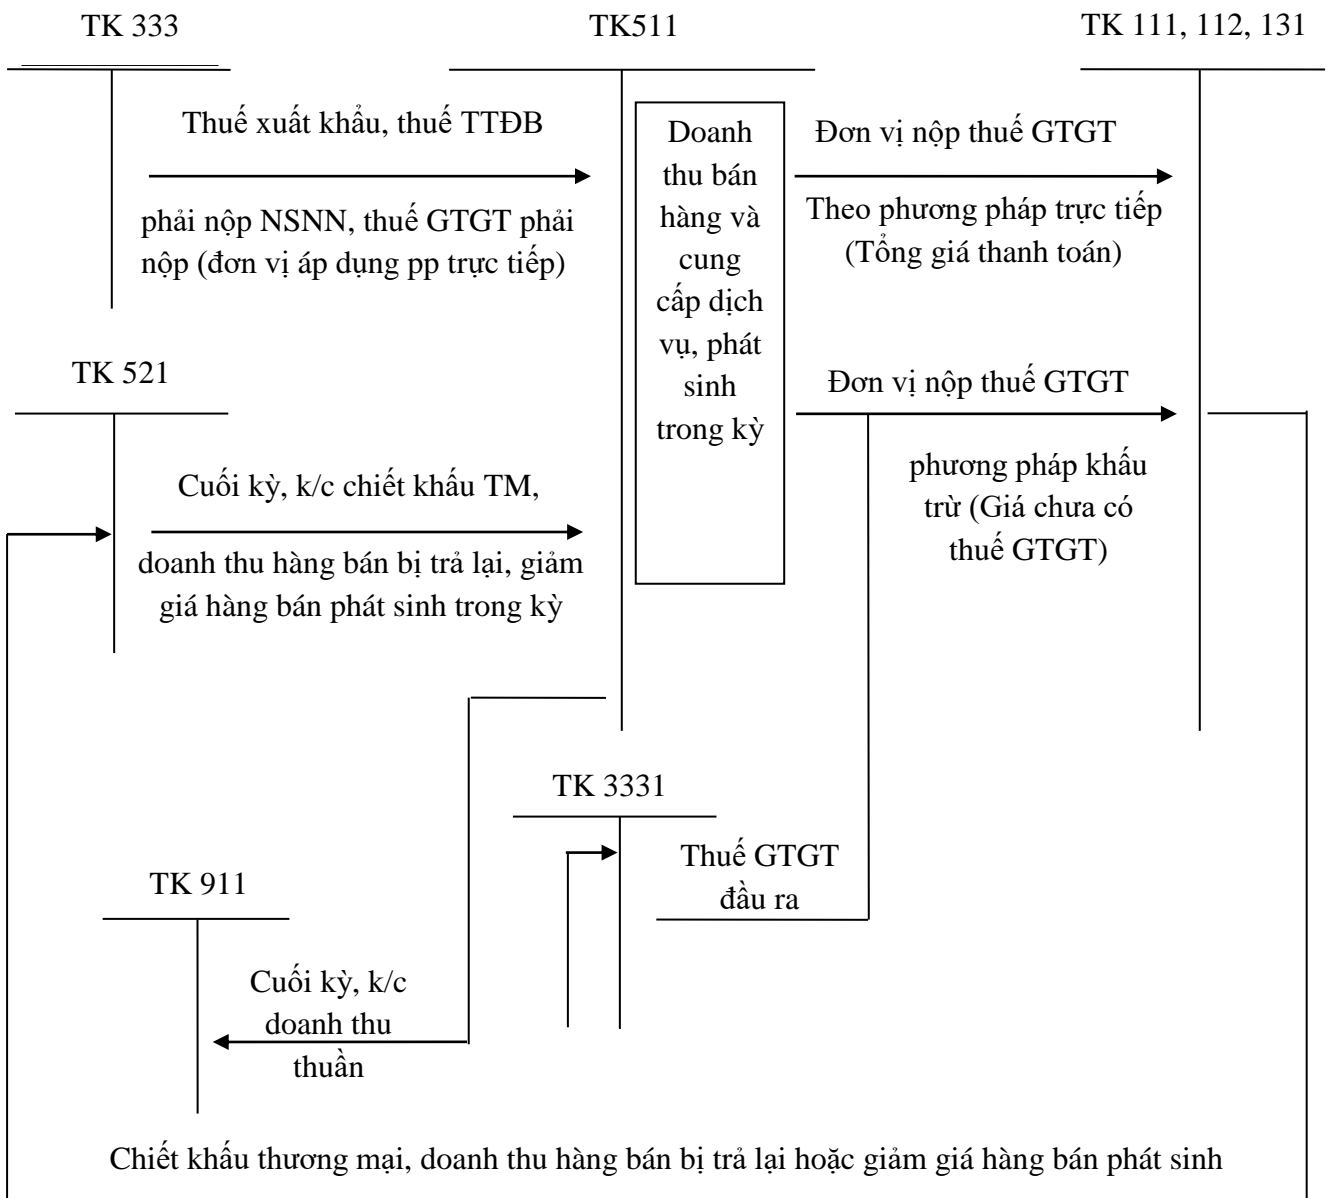 TK 333
TK511
TK 111, 112, 131
Thuế xuất khẩu, thuế TTĐB
phải nộp NSNN, thuế GTGT phải
nộp (đơn vị áp dụng pp trực tiếp)
Doanh
thu bán
hàng và
cung
cấp dịch
vụ, phát
sinh
trong kỳ
Đơn vị nộp thuế GTGT
Theo phương pháp trực tiếp
(Tổng giá thanh toán)
TK 521
Đơn vị nộp thuế GTGT
phương pháp khấu
trừ (Giá chưa có
thuế GTGT)
Cuối kỳ, k/c chiết khấu TM,
doanh thu hàng bán bị trả lại, giảm
giá hàng bán phát sinh trong kỳ
TK 3331
Thuế GTGT
đầu ra
TK 911
Cuối kỳ, k/c
doanh thu
thuần
Chiết khấu thương mại, doanh thu hàng bán bị trả lại hoặc giảm giá hàng bán phát sinh